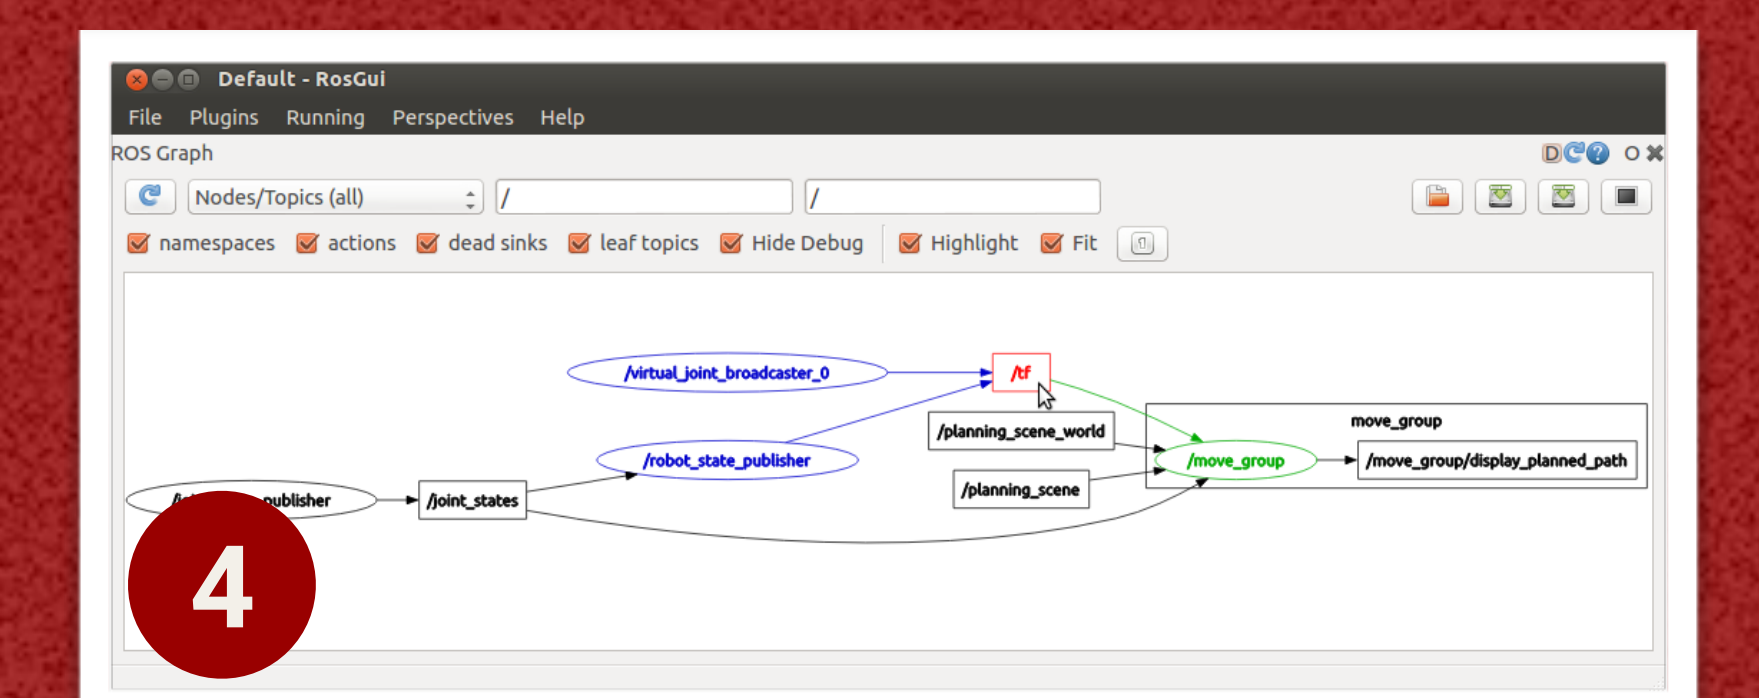 Default - RosGui
File Plugins Running Perspectives Help
ROS Graph
D ? O
Nodes/Topics (all) / /
namespaces actions dead sinks leaf topics Hide Debug Highlight Fit
/virtual_joint_broadcaster_0
/tf
/planning_scene_world
move_group
/robot_state_publisher
/move_group
/move_group/display_planned_path
/planning_scene
/joint_states
4